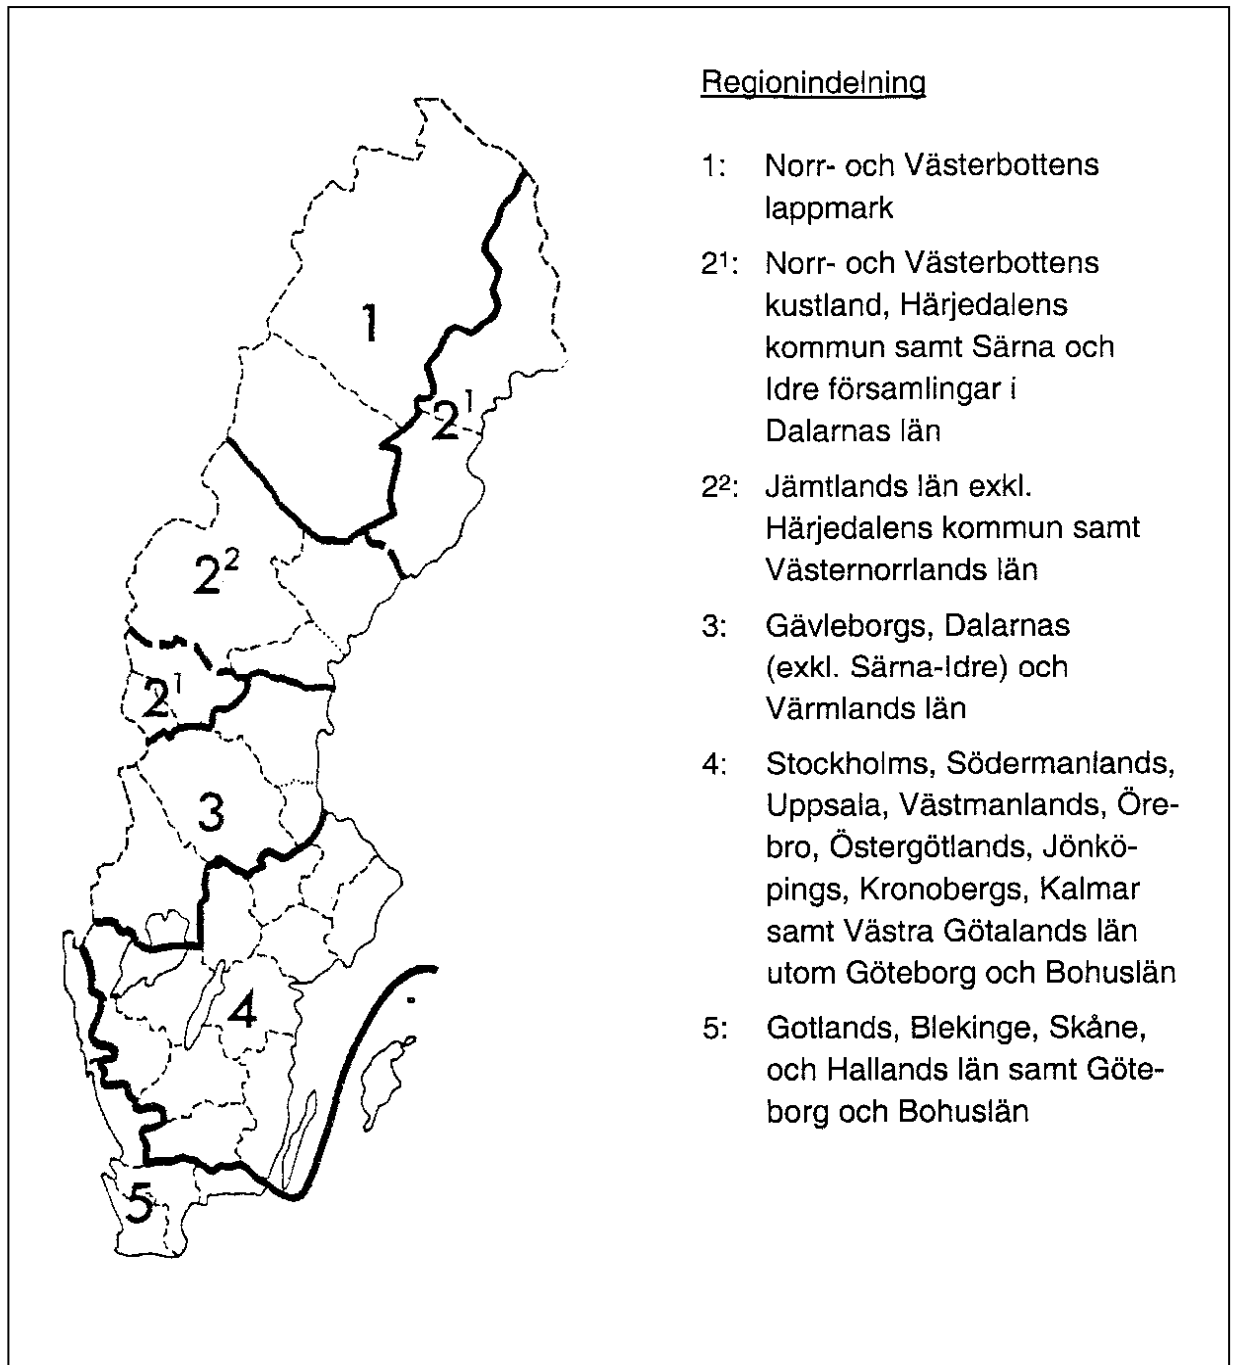 Regionindelning
1: Norr- och Västerbottens
lappmark
2¹: Norr- och Västerbottens
kustland, Härjedalens
kommun samt Särna och
Idre församlingar i
Dalarnas län
2²: Jämtlands län exkl.
Härjedalens kommun samt
Västernorrlands län
3: Gävleborgs, Dalarnas
(exkl. Särna-Idre) och
Värmlands län
4: Stockholms, Södermanlands,
Uppsala, Västmanlands, Öre-
bro, Östergötlands, Jönkö-
pings, Kronobergs, Kalmar
samt Västra Götalands län
utom Göteborg och Bohuslän
5: Gotlands, Blekinge, Skåne,
och Hallands län samt Göte-
borg och Bohuslän
1
2¹
2²
2¹
3
4
5